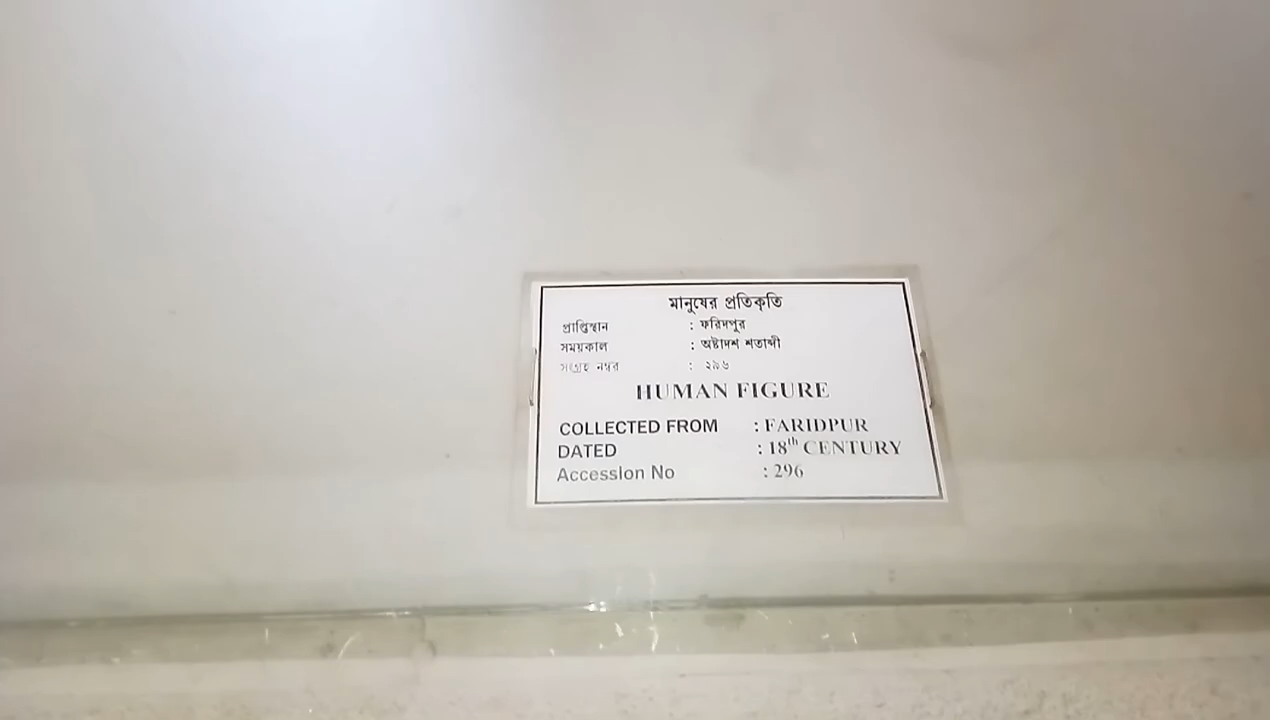 মানুষের প্রতিকৃতি
প্রাপ্তিস্থান : ফরিদপুর
সময়কাল : অষ্টাদশ শতাব্দী
সংগ্রহ নম্বর : ২৯৬
HUMAN FIGURE
COLLECTED FROM : FARIDPUR
DATED : 18th CENTURY
Accession No : 296